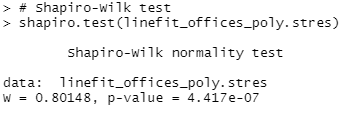 > # Shapiro-Wilk test
> shapiro.test(linefit_offices_poly.stres)
Shapiro-Wilk normality test
data:  linefit_offices_poly.stres
W = 0.80148, p-value = 4.417e-07